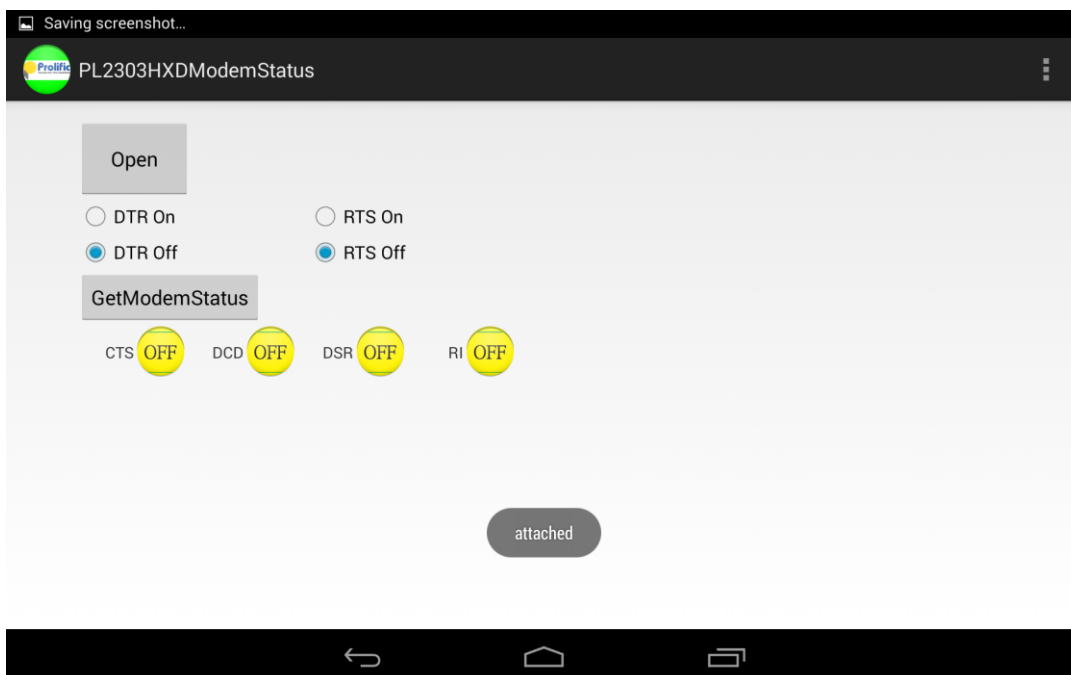 Saving screenshot...
Prolific PL2303HXDModemStatus
Open
DTR On RTS On
DTR Off RTS Off
GetModemStatus
CTS OFF DCD OFF DSR OFF RI OFF
attached